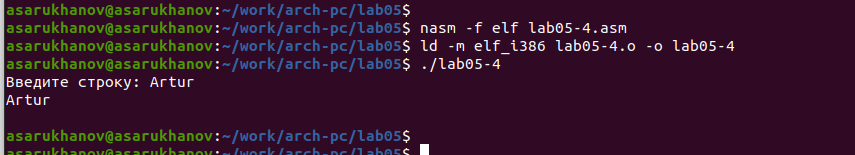 asarukhanov@asarukhanov:~/work/arch-pc/lab05$
asarukhanov@asarukhanov:~/work/arch-pc/lab05$ nasm -f elf lab05-4.asm
asarukhanov@asarukhanov:~/work/arch-pc/lab05$ ld -m elf_i386 lab05-4.o -o lab05-4
asarukhanov@asarukhanov:~/work/arch-pc/lab05$ ./lab05-4
Введите строку: Artur
Artur
asarukhanov@asarukhanov:~/work/arch-pc/lab05$
asarukhanov@asarukhanov:~/work/arch-pc/lab05$